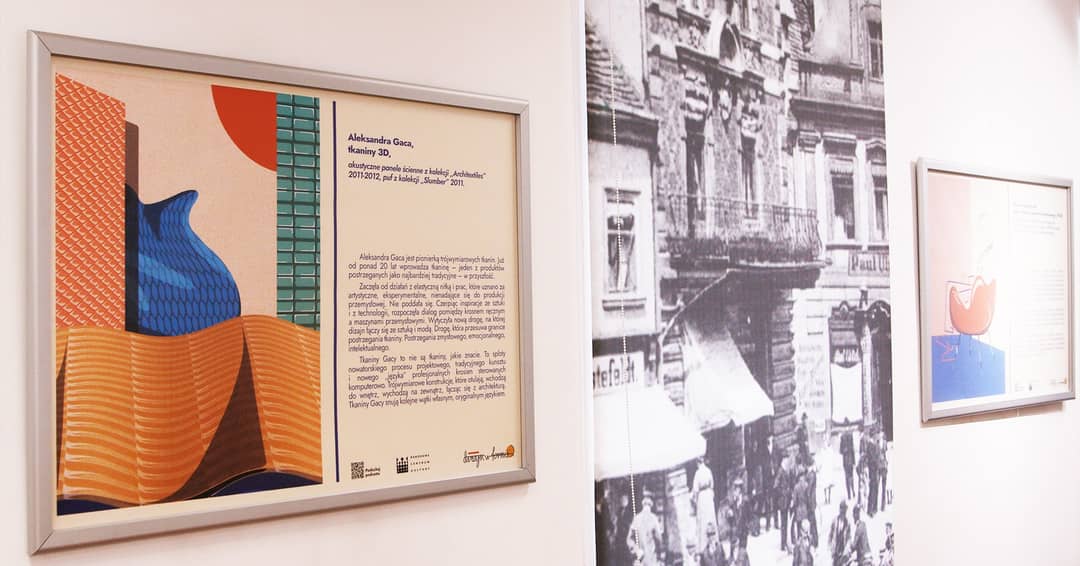 Aleksandra Gaca,
tkaniny 3D,
akustyczne panele ścienne z kolekcji „Architextiles”
2011-2012, puf z kolekcji „Slumber” 2011,
Aleksandra Gaca jest pionierką trójwymiarowych tkanin. Już
od ponad 20 lat wprowadza tkaninę – jeden z produktów
postrzeganych jako najbardziej tradycyjne – w przyszłość.
Zaczęła od działań z elastyczną nitką i prac, które uznano za
artystyczne, eksperymentalne, nienadające się do produkcji
przemysłowej. Nie poddała się. Czerpiąc inspiracje ze sztuki
i z technologii, rozpoczęła dialog pomiędzy krosnem ręcznym
a maszynami przemysłowymi. Wytyczyła nową drogę, na której
dizajn łączy się ze sztuką i modą. Drogę, która przesuwa granice
postrzegania tkaniny. Postrzegania zmysłowego, emocjonalnego,
intelektualnego.
Tkaniny Gacy to nie są tkaniny, jakie znacie. To sploty
nowatorskiego procesu projektowego, tradycyjnego kunsztu
i nowego „języka” profesjonalnych krosien sterowanych
komputerowo. Trójwymiarowe konstrukcje, które otulają, wchodzą
do wnętrz, wychodzą na zewnątrz, łącząc się z architekturą.
Tkaniny Gacy snują kolejne wątki własnym, oryginalnym językiem.
Posłuchaj
podcastu
NARODOWE
CENTRUM
KULTURY
Paul